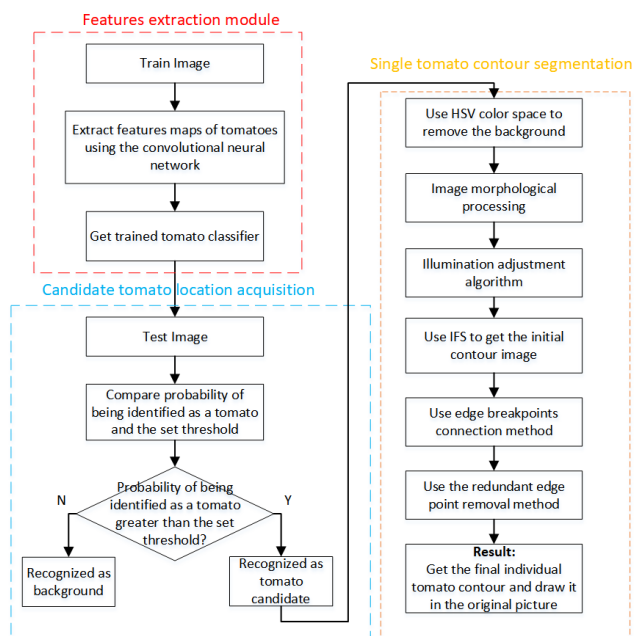 Features extraction module
Train Image
Extract features maps of tomatoes
using the convolutional neural
network
Get trained tomato classifier
Candidate tomato location acquisition
Test Image
Compare probability of
being identified as a tomato
and the set threshold
Probability of being
identified as a tomato
greater than the set
threshold?
N
Y
Recognized as
background
Recognized as
tomato
candidate
Single tomato contour segmentation
Use HSV color space to
remove the background
Image morphological
processing
Illumination adjustment
algorithm
Use IFS to get the initial
contour image
Use edge breakpoints
connection method
Use the redundant edge
point removal method
Result:
Get the final individual
tomato contour and draw it
in the original picture